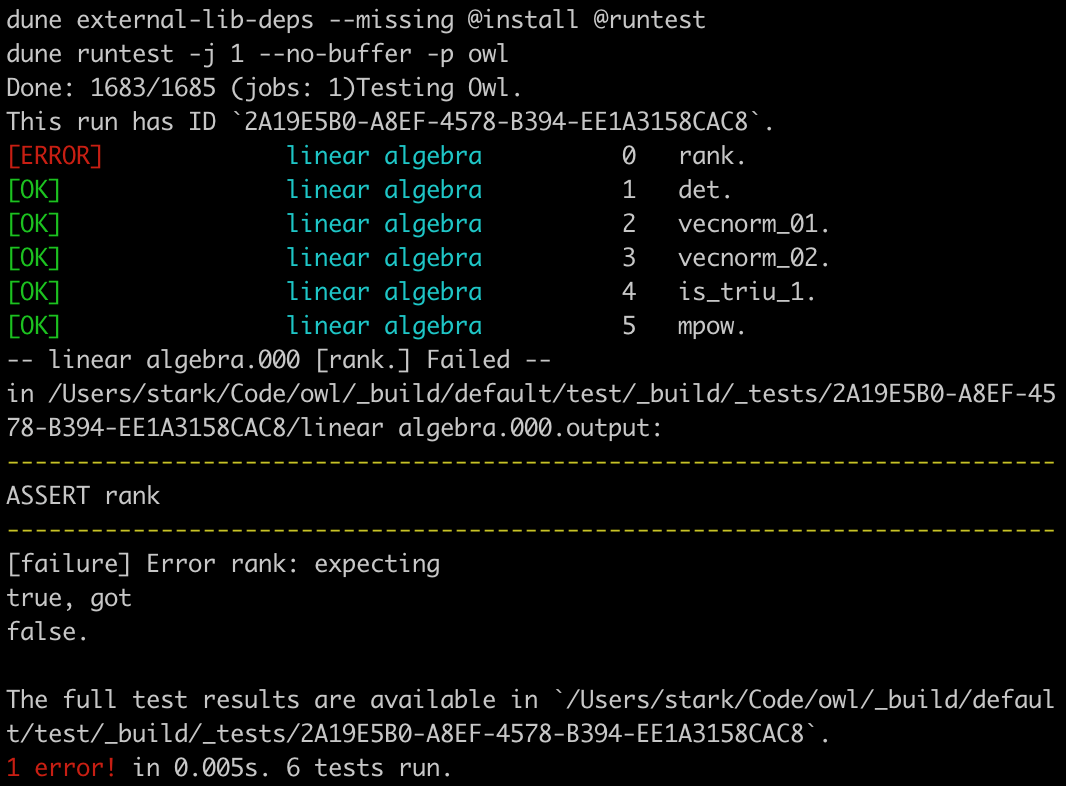 dune external-lib-deps --missing @install @runtest
dune runtest -j 1 --no-buffer -p owl
Done: 1683/1685 (jobs: 1)Testing Owl.
This run has ID `2A19E5B0-A8EF-4578-B394-EE1A3158CAC8`.
[ERROR]             linear algebra          0   rank.
[OK]                linear algebra          1   det.
[OK]                linear algebra          2   vecnorm_01.
[OK]                linear algebra          3   vecnorm_02.
[OK]                linear algebra          4   is_triu_1.
[OK]                linear algebra          5   mpow.
-- linear algebra.000 [rank.] Failed --
in /Users/stark/Code/owl/_build/default/test/_build/_tests/2A19E5B0-A8EF-45
78-B394-EE1A3158CAC8/linear algebra.000.output:
---------------------------------------------------------------------------
ASSERT rank
---------------------------------------------------------------------------
[failure] Error rank: expecting
true, got
false.

The full test results are available in `/Users/stark/Code/owl/_build/defaul
t/test/_build/_tests/2A19E5B0-A8EF-4578-B394-EE1A3158CAC8`.
1 error! in 0.005s. 6 tests run.